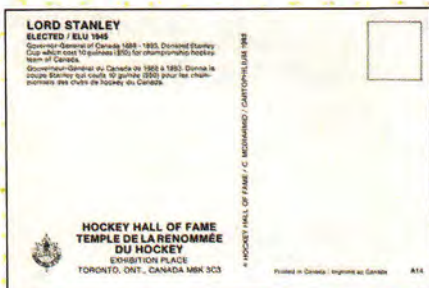 LORD STANLEY
ELECTED / ELU 1945
Governor-General of Canada 1888 - 1893. Donated Stanley
Cup which cost 10 guineas ($50) for championship hockey
team of Canada.
Gouverneur-Général du Canada de 1888 à 1893. Donna la
coupe Stanley qui couta 10 guinée ($50) pour les cham-
pionnats des clubs de hockey du Canada.
HOCKEY HALL OF FAME
TEMPLE DE LA RENOMMÉE
DU HOCKEY
EXHIBITION PLACE
TORONTO, ONT., CANADA M6K 3C3
HOCKEY HALL OF FAME / C. MCDIARMID / CARTOPHILIUM 1983
Printed in Canada / Imprimé au Canada
A14